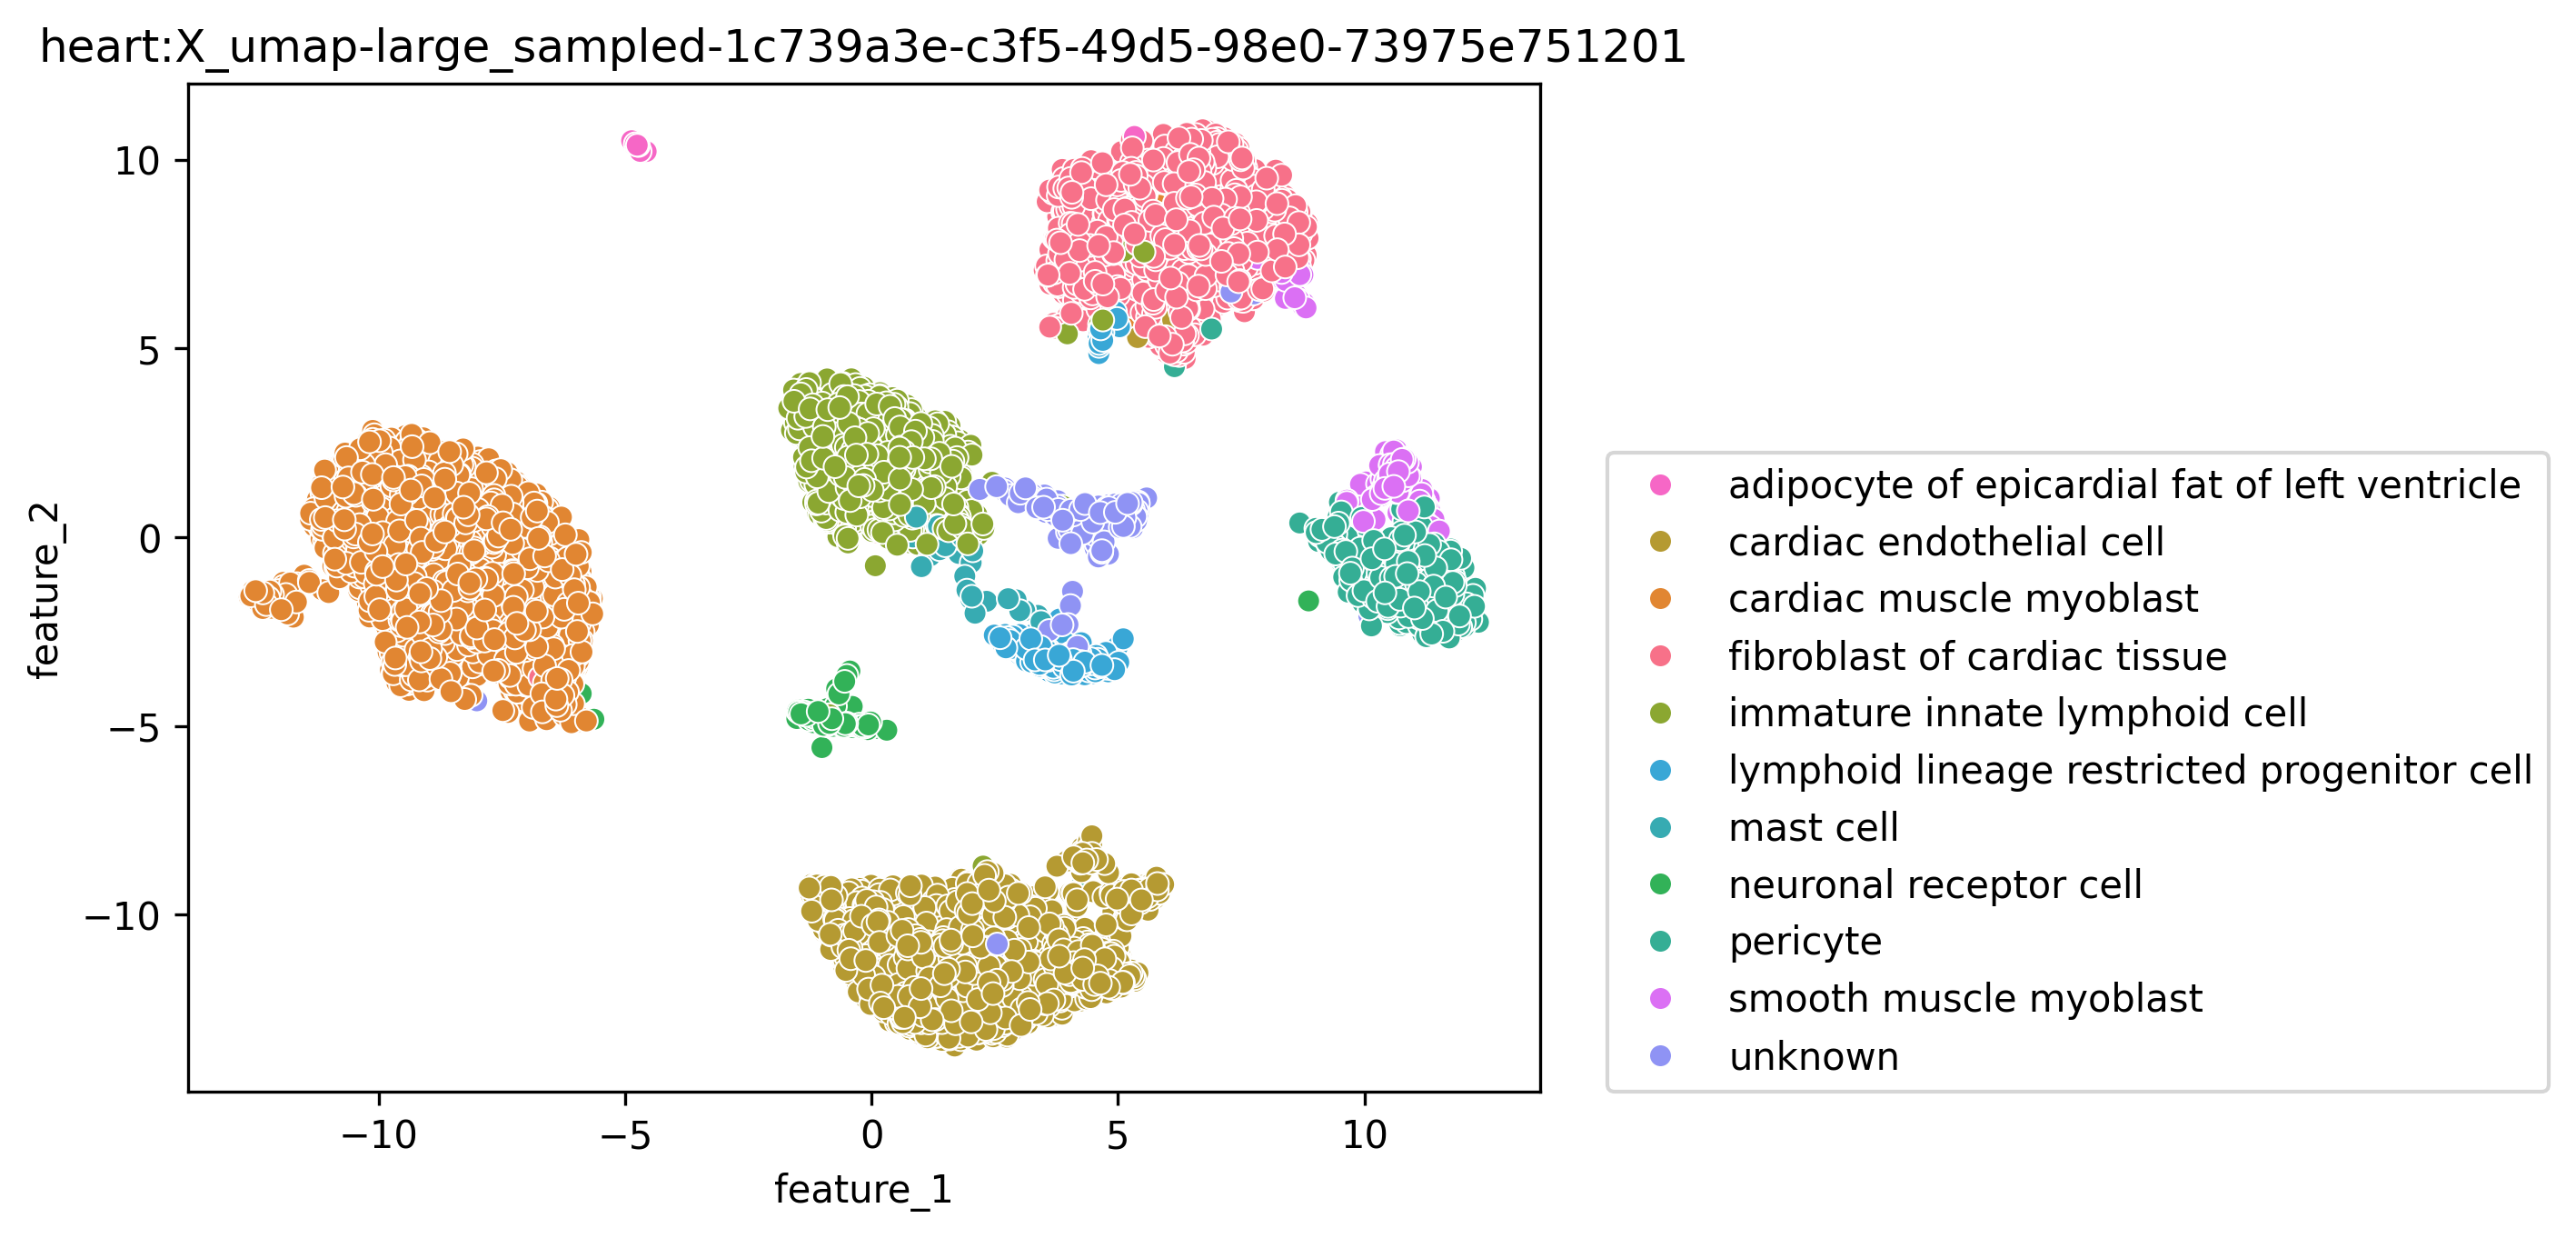 heart:X_umap-large_sampled-1c739a3e-c3f5-49d5-98e0-73975e751201
10
5
0
−5
−10
feature_2
−10
−5
0
5
10
feature_1
adipocyte of epicardial fat of left ventricle
cardiac endothelial cell
cardiac muscle myoblast
fibroblast of cardiac tissue
immature innate lymphoid cell
lymphoid lineage restricted progenitor cell
mast cell
neuronal receptor cell
pericyte
smooth muscle myoblast
unknown